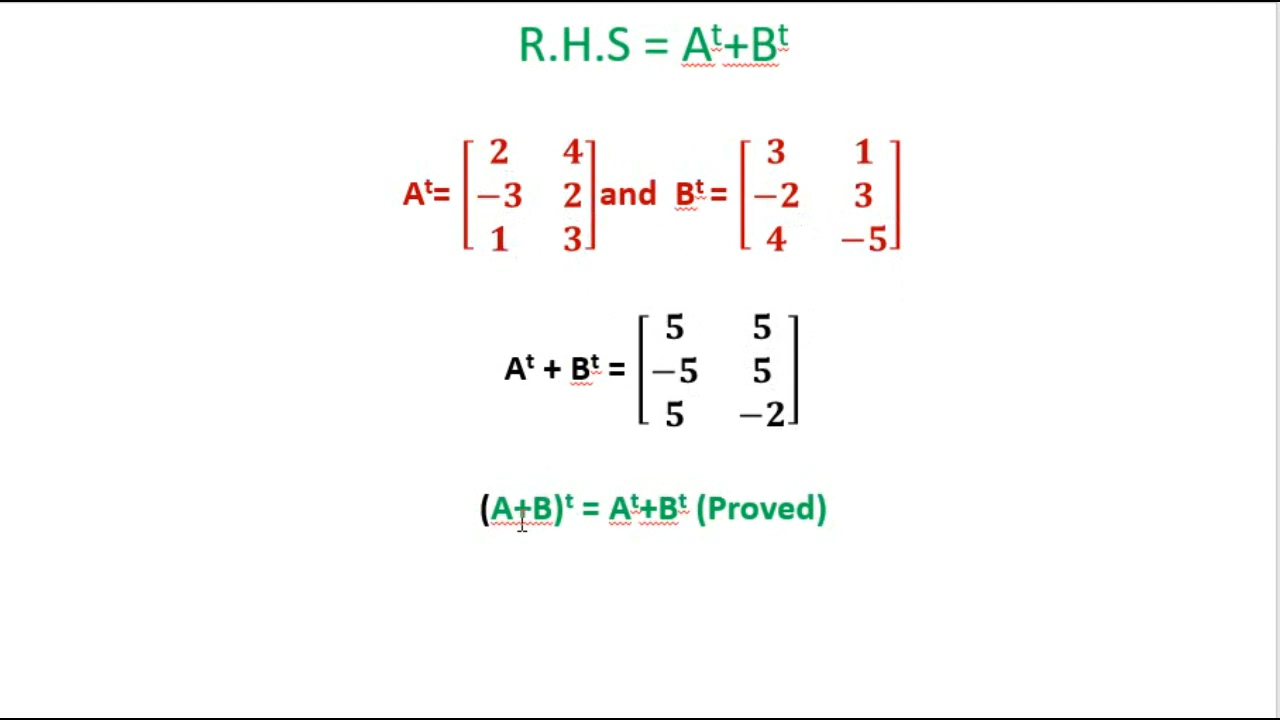 R.H.S = Aᵗ+Bᵗ
Aᵗ= [2 4; −3 2; 1 3] and Bᵗ = [3 1; −2 3; 4 −5]
Aᵗ + Bᵗ = [5 5; −5 5; 5 −2]
(A+B)ᵗ = Aᵗ+Bᵗ (Proved)